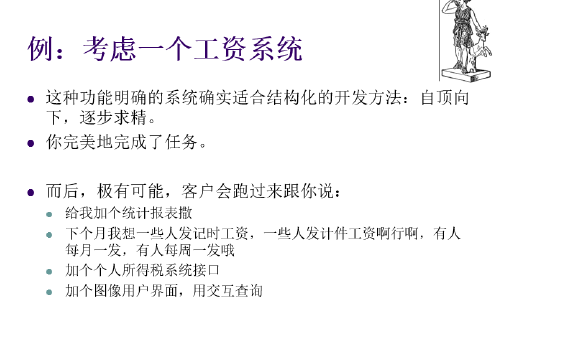 例：考虑一个工资系统
这种功能明确的系统确实适合结构化的开发方法：自顶向
下，逐步求精。
你完美地完成了任务。
而后，极有可能，客户会跑过来跟你说：
给我加个统计报表撒
下个月我想一些人发记时工资，一些人发计件工资啊行啊，有人
每月一发，有人每周一发哦
加个个人所得税系统接口
加个图像用户界面，用交互查询